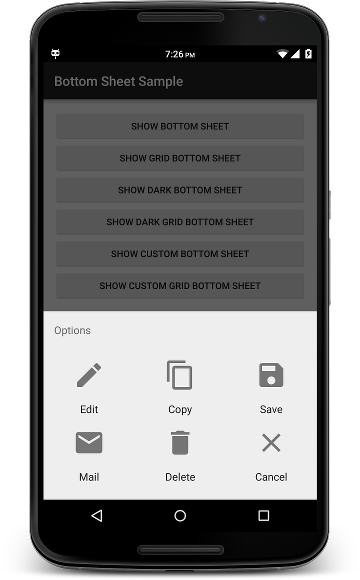 7:26 PM
Bottom Sheet Sample
SHOW BOTTOM SHEET
SHOW GRID BOTTOM SHEET
SHOW DARK BOTTOM SHEET
SHOW DARK GRID BOTTOM SHEET
SHOW CUSTOM BOTTOM SHEET
SHOW CUSTOM GRID BOTTOM SHEET
Options
Edit Copy Save
Mail Delete Cancel